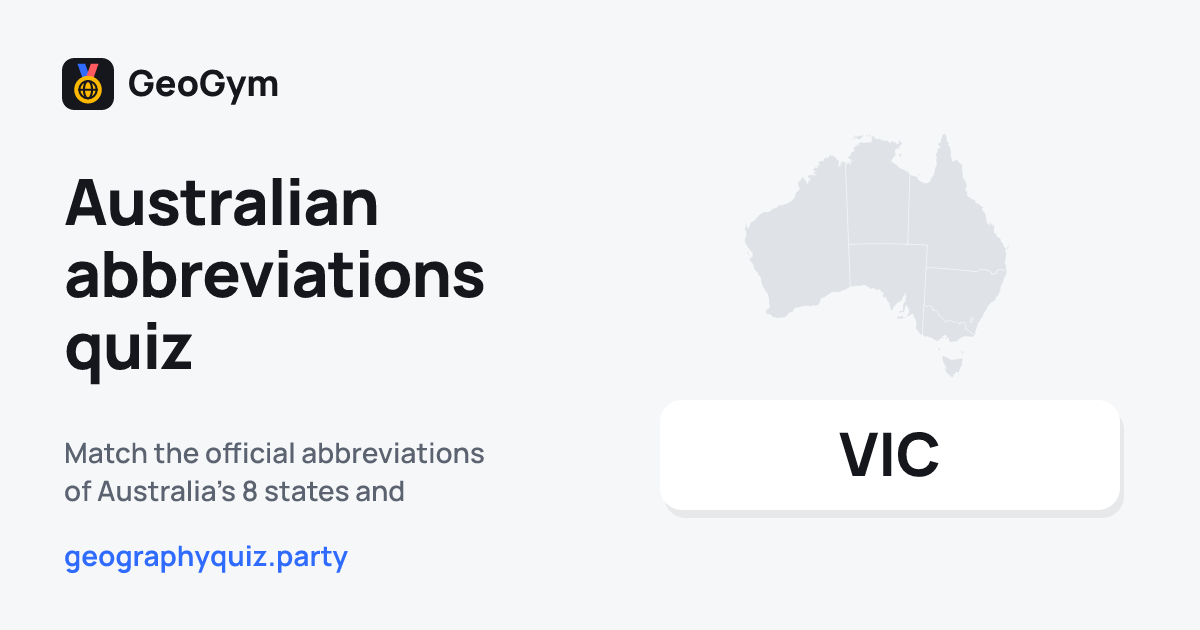 GeoGym
Australian
abbreviations
quiz
Match the official abbreviations
of Australia's 8 states and
geographyquiz.party
VIC